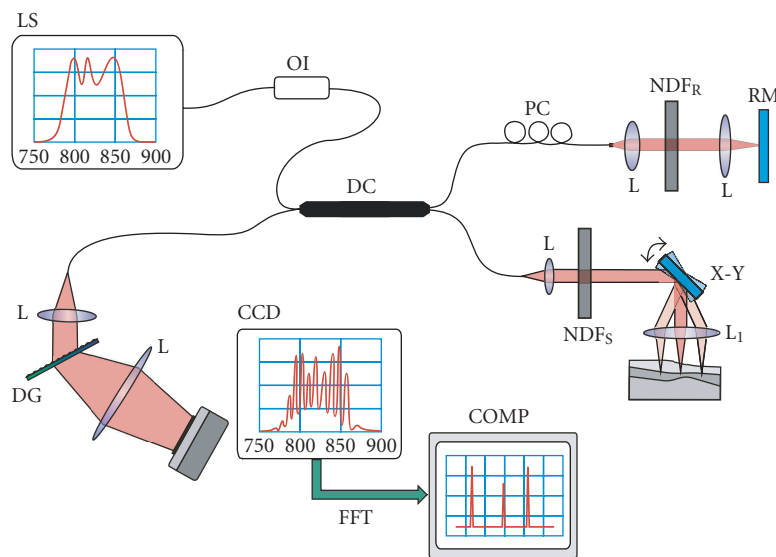 LS
750 800 850 900
OI
PC
NDF_R
RM
L
L
DC
L
X-Y
NDF_S
L_1
L
L
DG
CCD
750 800 850 900
FFT
COMP